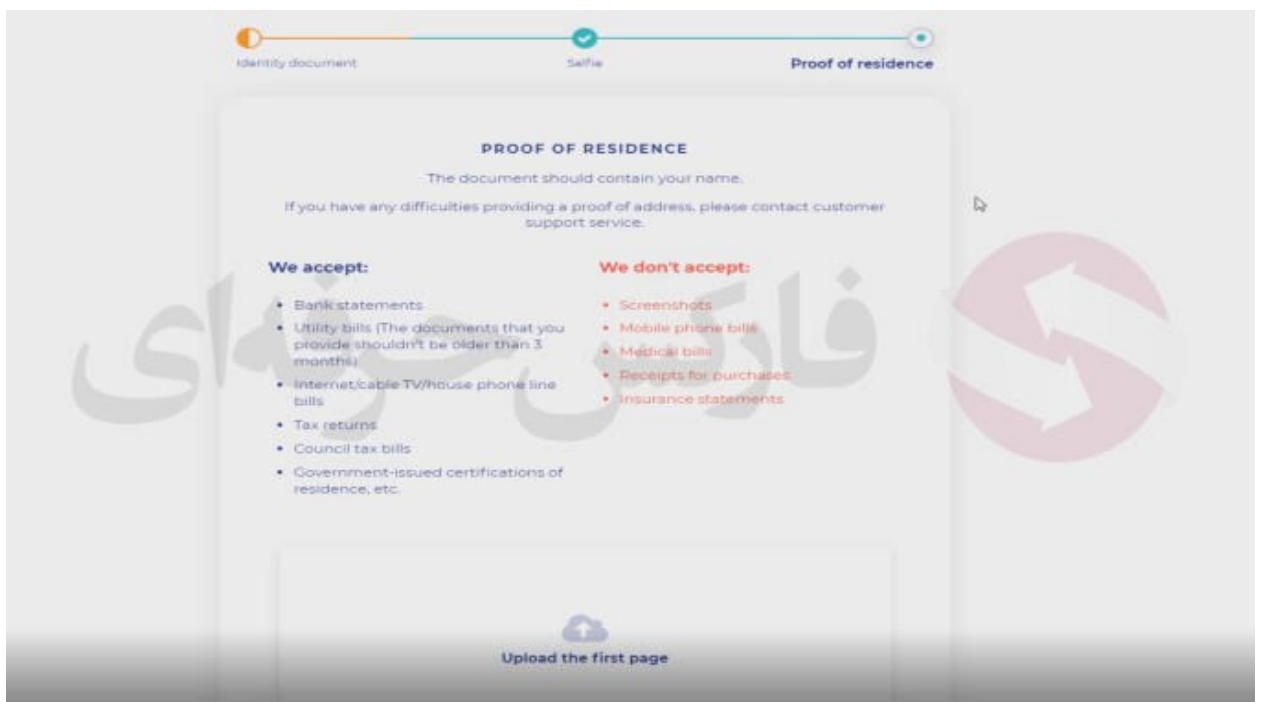 Identity document
Selfie
Proof of residence
PROOF OF RESIDENCE
The document should contain your name.
If you have any difficulties providing a proof of address, please contact customer
support service.
We accept:
• Bank statements
• Utility bills (The documents that you
provide shouldn't be older than 3
months)
• Internet/cable TV/house phone line
bills
• Tax returns
• Council tax bills
• Government-issued certifications of
residence, etc.
We don't accept:
• Screenshots
• Mobile phone bills
• Medical bills
• Receipts for purchases
• Insurance statements
فارکس حرفه‌ای
Upload the first page